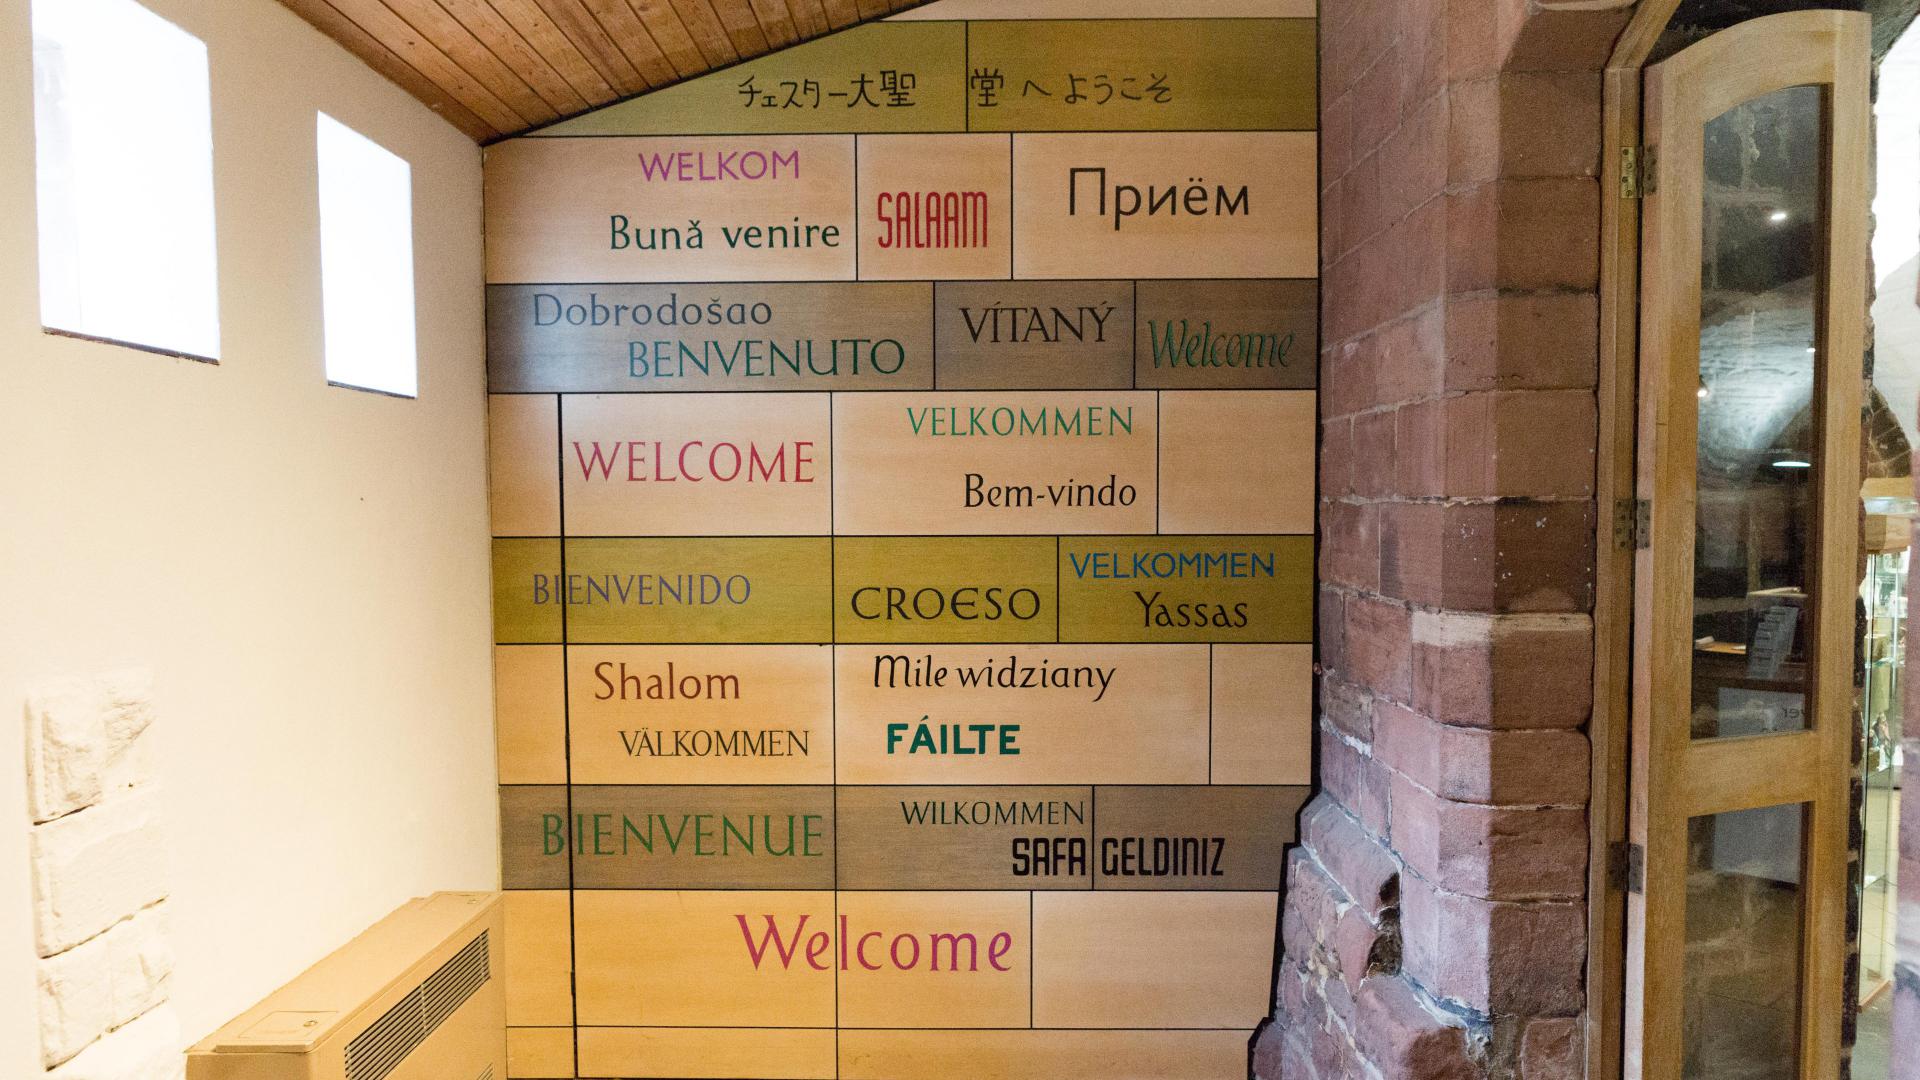 チェスター大聖堂へようこそ
WELKOM
Bună venire
SALAAM
Приём
Dobrodošao
BENVENUTO
VÍTANÝ
Welcome
WELCOME
VELKOMMEN
Bem-vindo
BIENVENIDO
CROESO
VELKOMMEN
Yassas
Shalom
VÄLKOMMEN
Mile widziany
FÁILTE
BIENVENUE
WILKOMMEN
SAFA GELDINIZ
Welcome